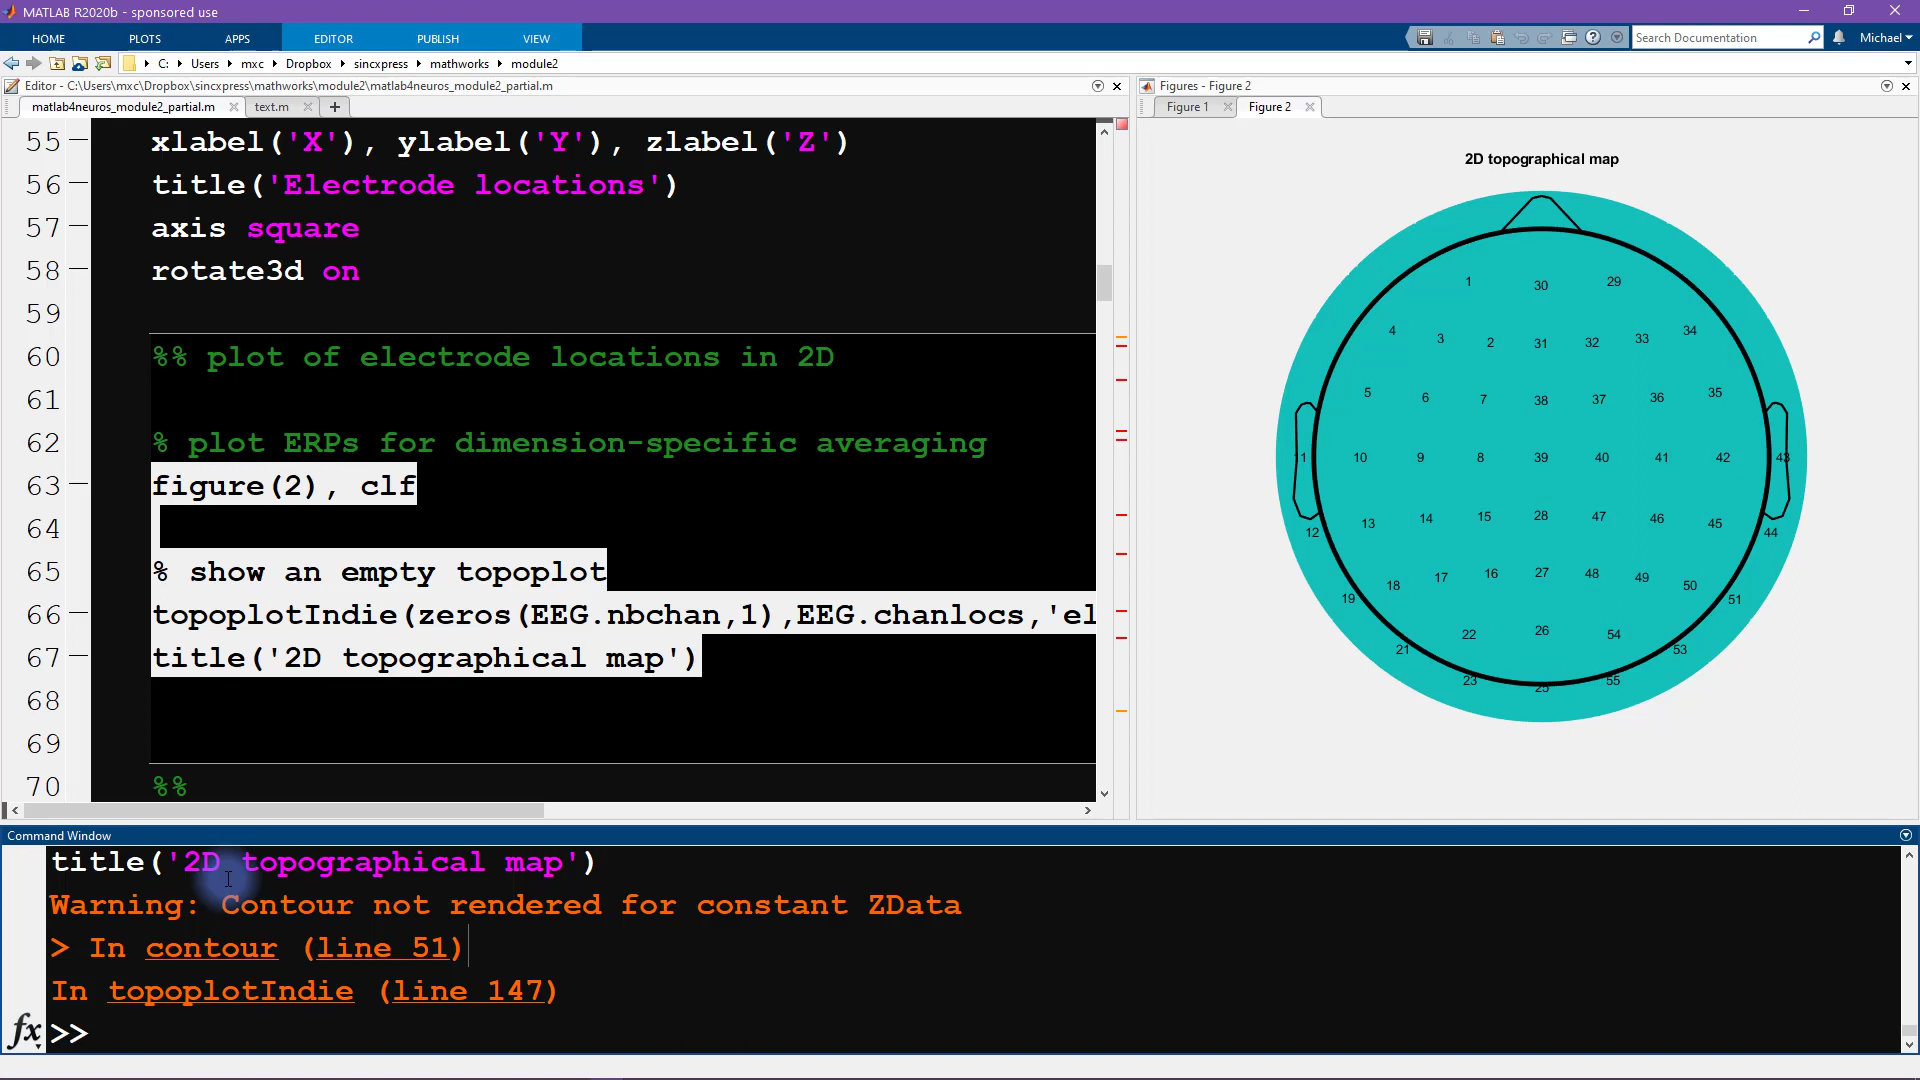 MATLAB R2020b - sponsored use
HOME PLOTS APPS EDITOR PUBLISH VIEW Search Documentation Michael
C: Users mxc Dropbox sincxpress mathworks module2
Editor - C:\Users\mxc\Dropbox\sincxpress\mathworks\module2\matlab4neuros_module2_partial.m
matlab4neuros_module2_partial.m text.m
55 xlabel('X'), ylabel('Y'), zlabel('Z')
56 title('Electrode locations')
57 axis square
58 rotate3d on
59
60 %% plot of electrode locations in 2D
61
62 % plot ERPs for dimension-specific averaging
63 figure(2), clf
64
65 % show an empty topoplot
66 topoplotIndie(zeros(EEG.nbchan,1),EEG.chanlocs,'el
67 title('2D topographical map')
68
69
70 %%
Figures - Figure 2
Figure 1 Figure 2
2D topographical map
1 30 29
4 3 2 31 32 33 34
5 6 7 38 37 36 35
11 10 9 8 39 40 41 42 43
12 13 14 15 28 47 46 45 44
19 18 17 16 27 48 49 50 51
21 22 26 54 53
23 25 55
Command Window
title('2D topographical map')
Warning: Contour not rendered for constant ZData
> In contour (line 51)
In topoplotIndie (line 147)
fx >>